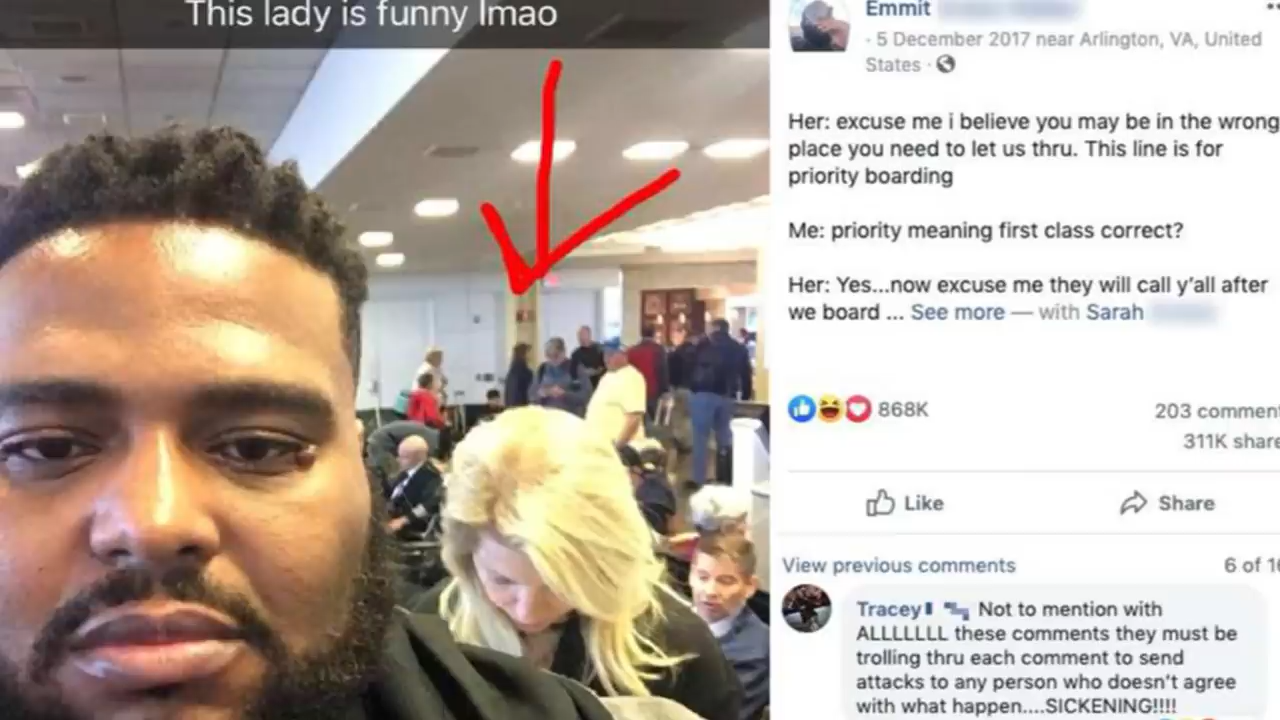 This lady is funny lmao
Emmit
· 5 December 2017 near Arlington, VA, United
States ·
Her: excuse me i believe you may be in the wrong
place you need to let us thru. This line is for
priority boarding
Me: priority meaning first class correct?
Her: Yes...now excuse me they will call y'all after
we board ... See more — with Sarah
868K
203 comment
311K share
Like
Share
View previous comments
6 of 16
Tracey Not to mention with
ALLLLLLL these comments they must be
trolling thru each comment to send
attacks to any person who doesn't agree
with what happen....SICKENING!!!!